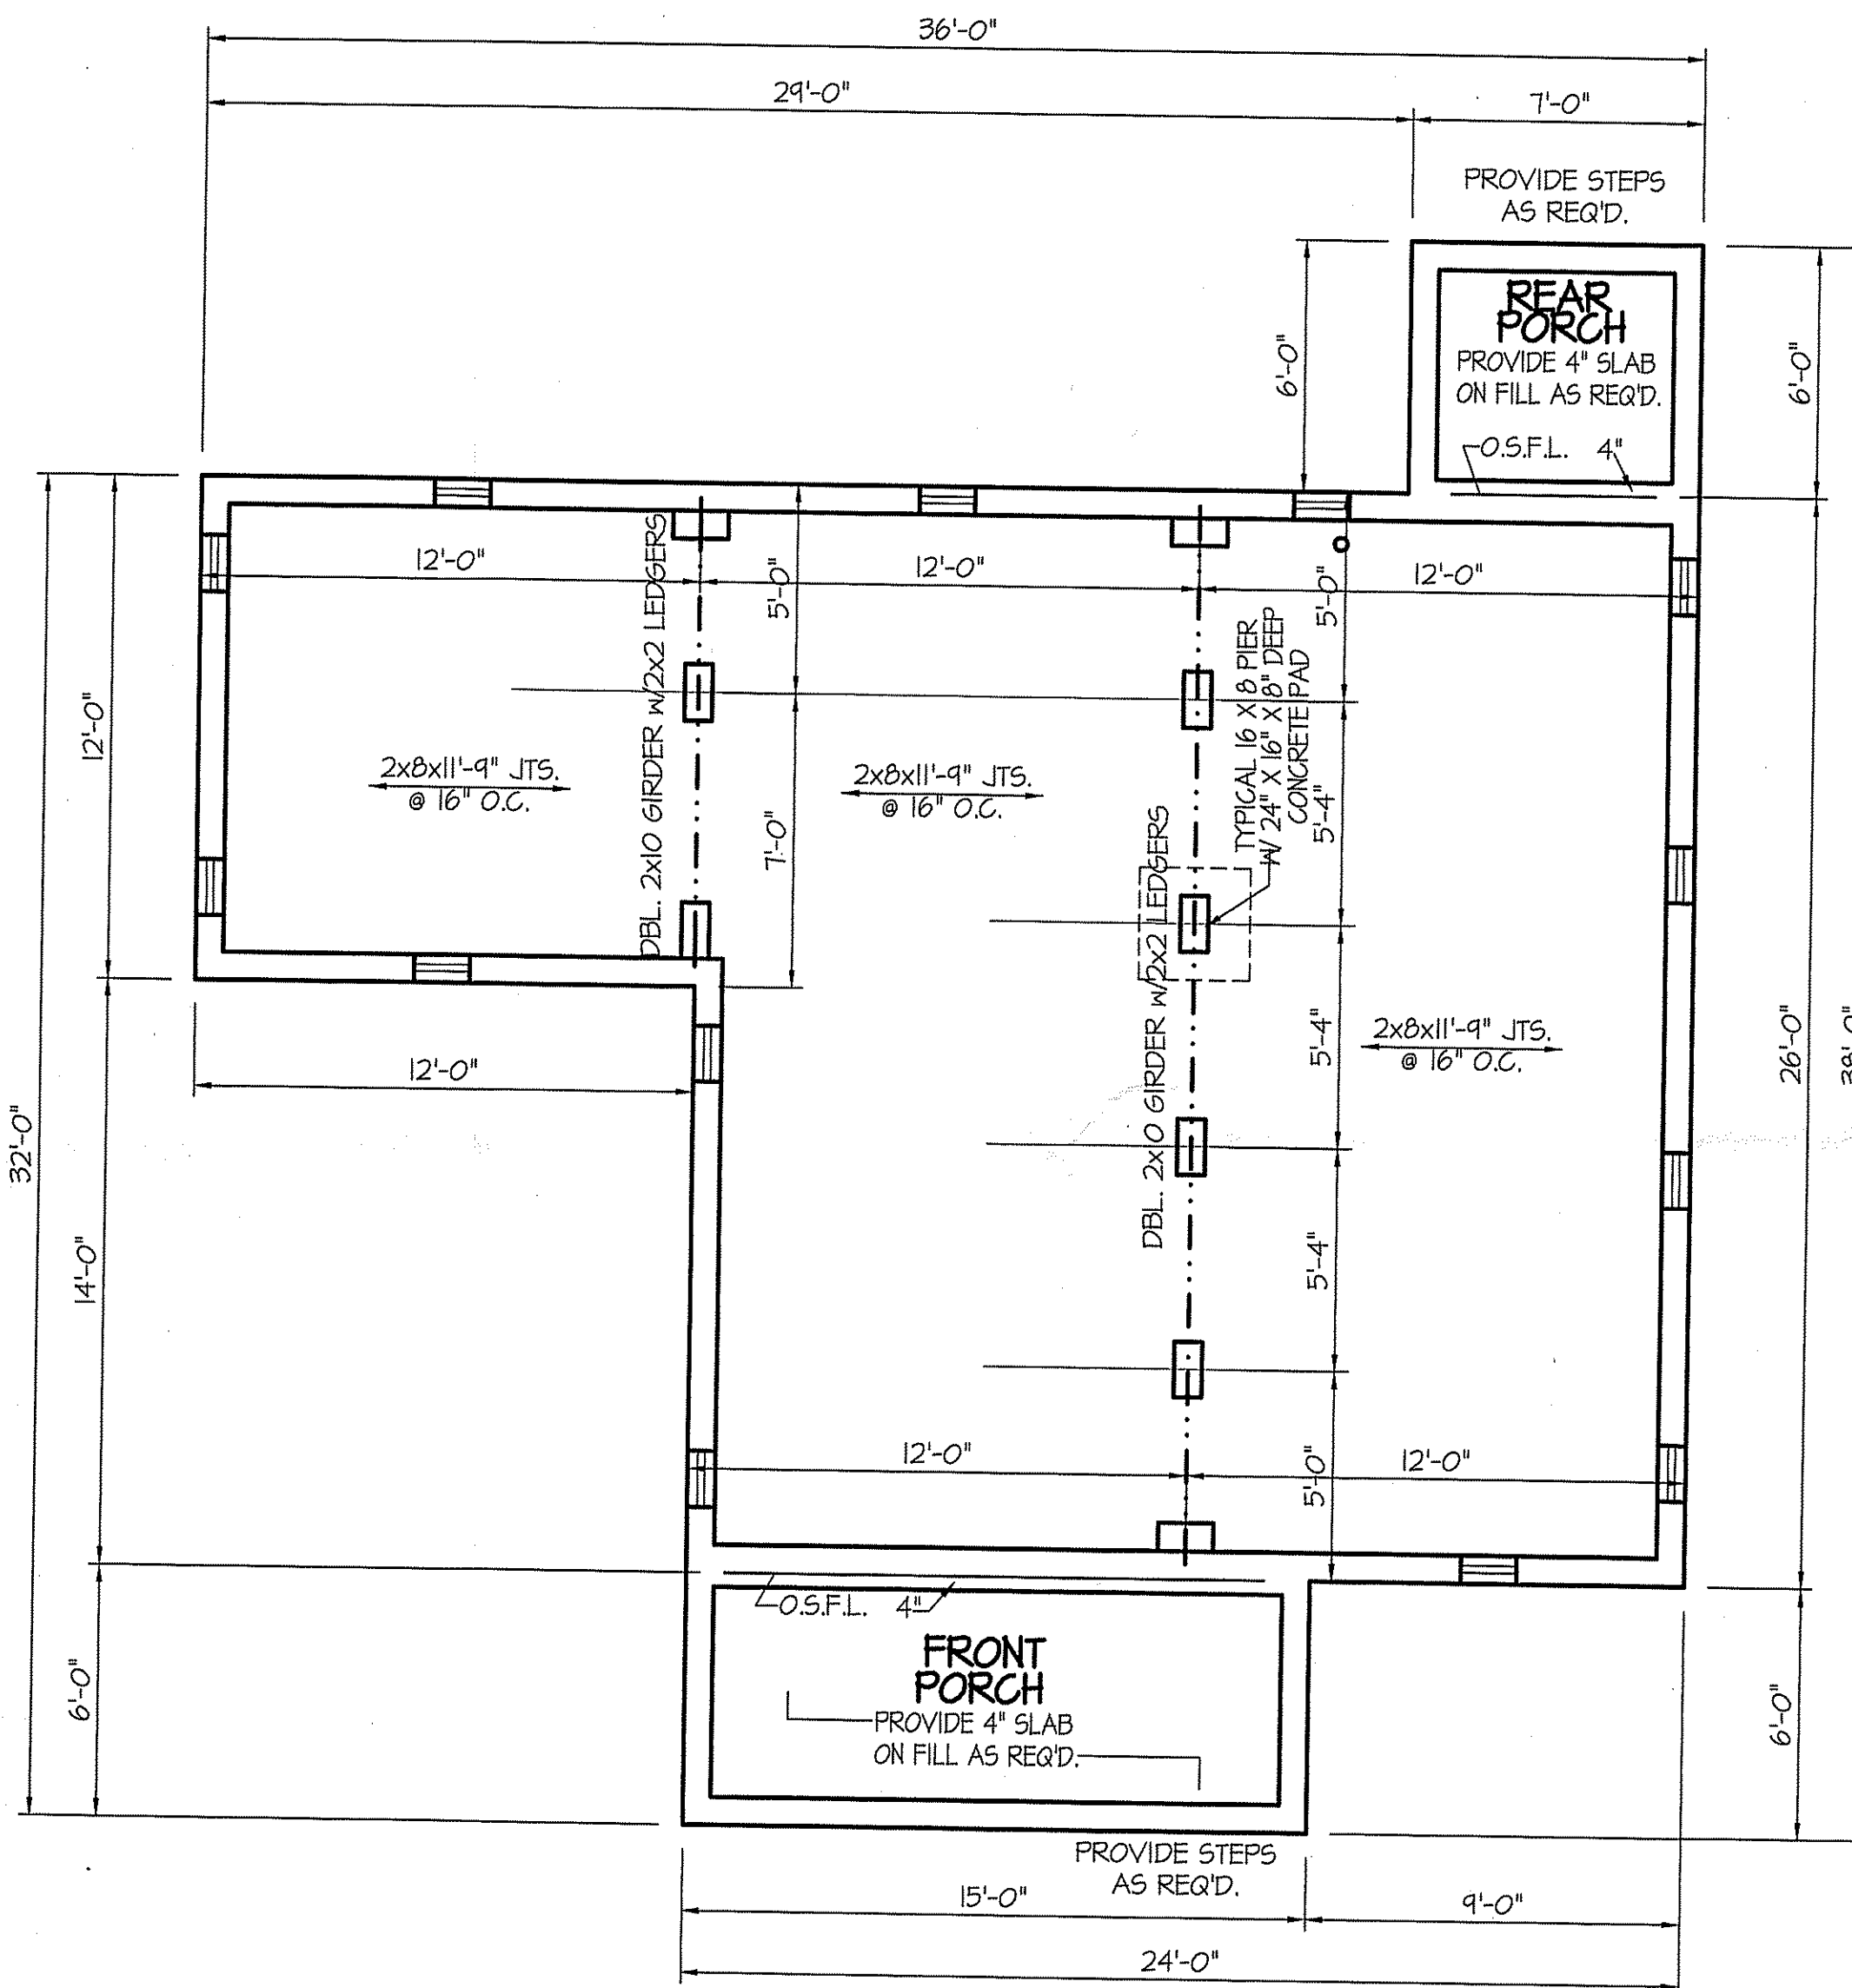 36'-0"
29'-0"
7'-0"
PROVIDE STEPS
AS REQ'D.
REAR
PORCH
PROVIDE 4" SLAB
ON FILL AS REQ'D.
O.S.F.L. 4"
6'-0"
6'-0"
12'-0"
12'-0"
12'-0"
5'-0"
5'-0"
DBL. 2x10 GIRDER w/2x2 LEDGERS
TYPICAL 16 X 8 PIER
W/ 24" X 16" X 8" DEEP
CONCRETE PAD
12'-0"
2x8x11'-9" JTS.
@ 16" O.C.
2x8x11'-9" JTS.
@ 16" O.C.
5'-4"
7'-0"
DBL. 2x10 GIRDER w/2x2 LEDGERS
2x8x11'-9" JTS.
@ 16" O.C.
5'-4"
26'-0"
38'-0"
12'-0"
32'-0"
14'-0"
5'-4"
12'-0"
12'-0"
5'-0"
O.S.F.L. 4"
FRONT
PORCH
PROVIDE 4" SLAB
ON FILL AS REQ'D.
6'-0"
6'-0"
PROVIDE STEPS
AS REQ'D.
15'-0"
9'-0"
24'-0"